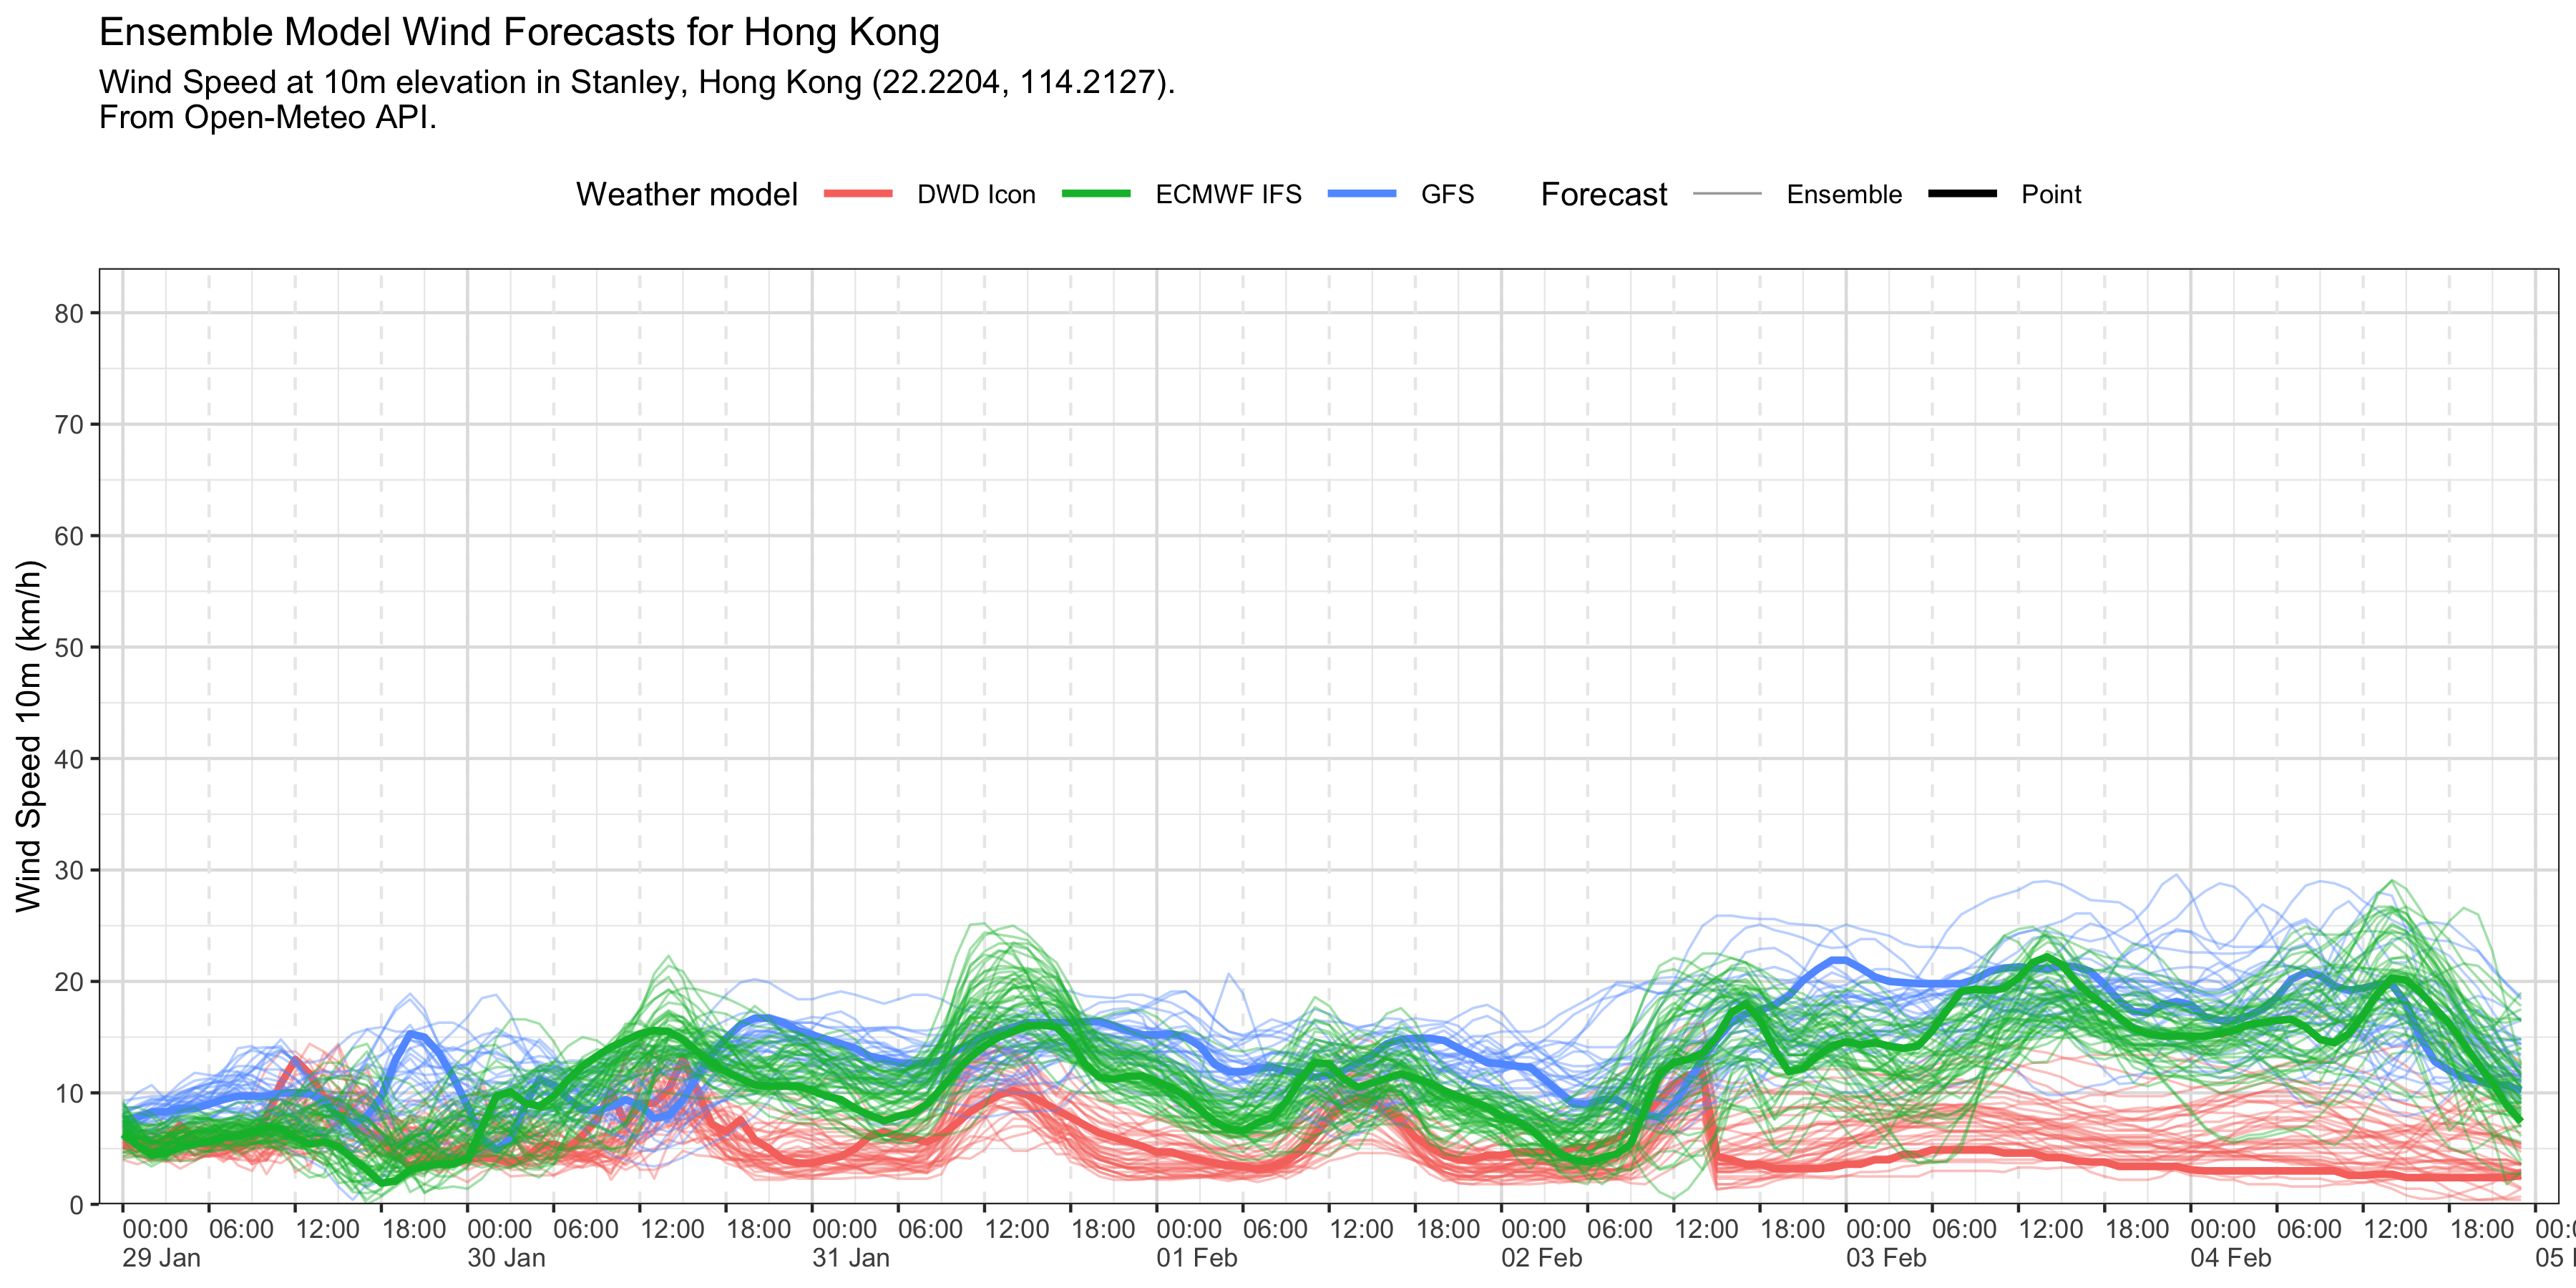 Ensemble Model Wind Forecasts for Hong Kong
Wind Speed at 10m elevation in Stanley, Hong Kong (22.2204, 114.2127).
From Open-Meteo API.
Weather model DWD Icon ECMWF IFS GFS Forecast Ensemble Point
Wind Speed 10m (km/h)
80
70
60
50
40
30
20
10
0
00:00 06:00 12:00 18:00 00:00 06:00 12:00 18:00 00:00 06:00 12:00 18:00 00:00 06:00 12:00 18:00 00:00 06:00 12:00 18:00 00:00 06:00 12:00 18:00 00:00 06:00 12:00 18:00
29 Jan 30 Jan 31 Jan 01 Feb 02 Feb 03 Feb 04 Feb 05